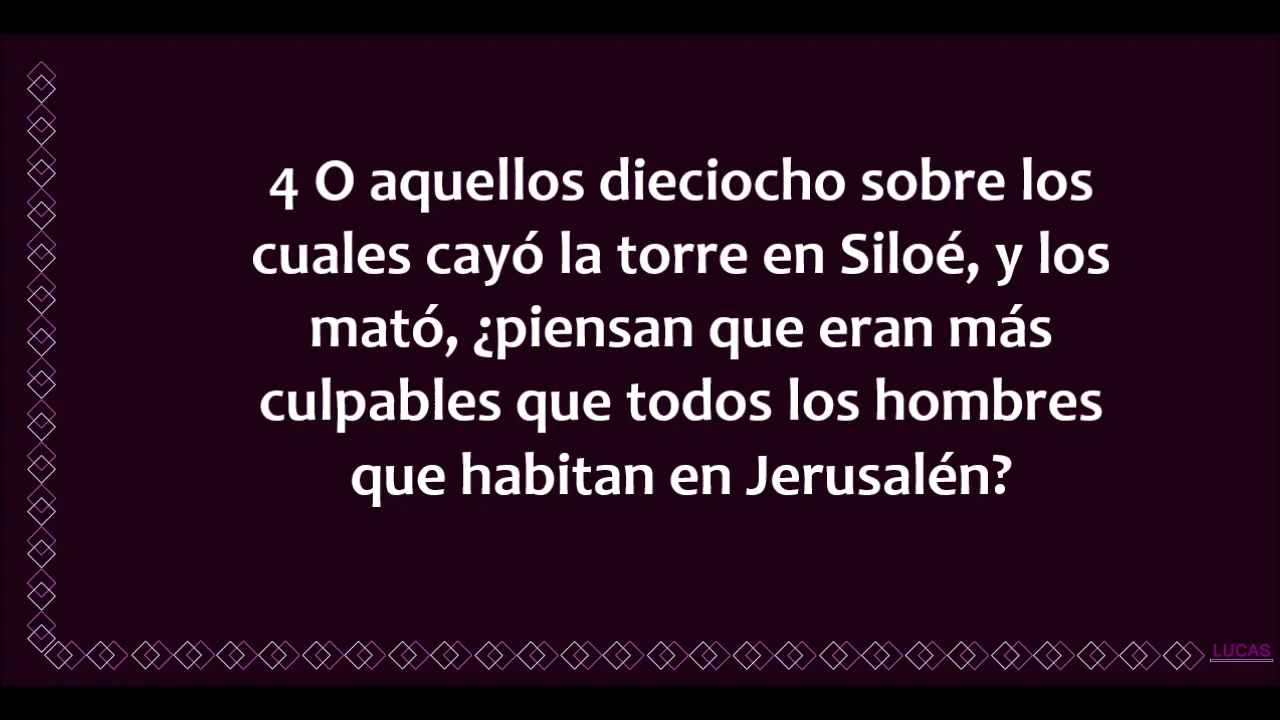 4 O aquellos dieciocho sobre los
cuales cayó la torre en Siloé, y los
mató, ¿piensan que eran más
culpables que todos los hombres
que habitan en Jerusalén?
LUCAS